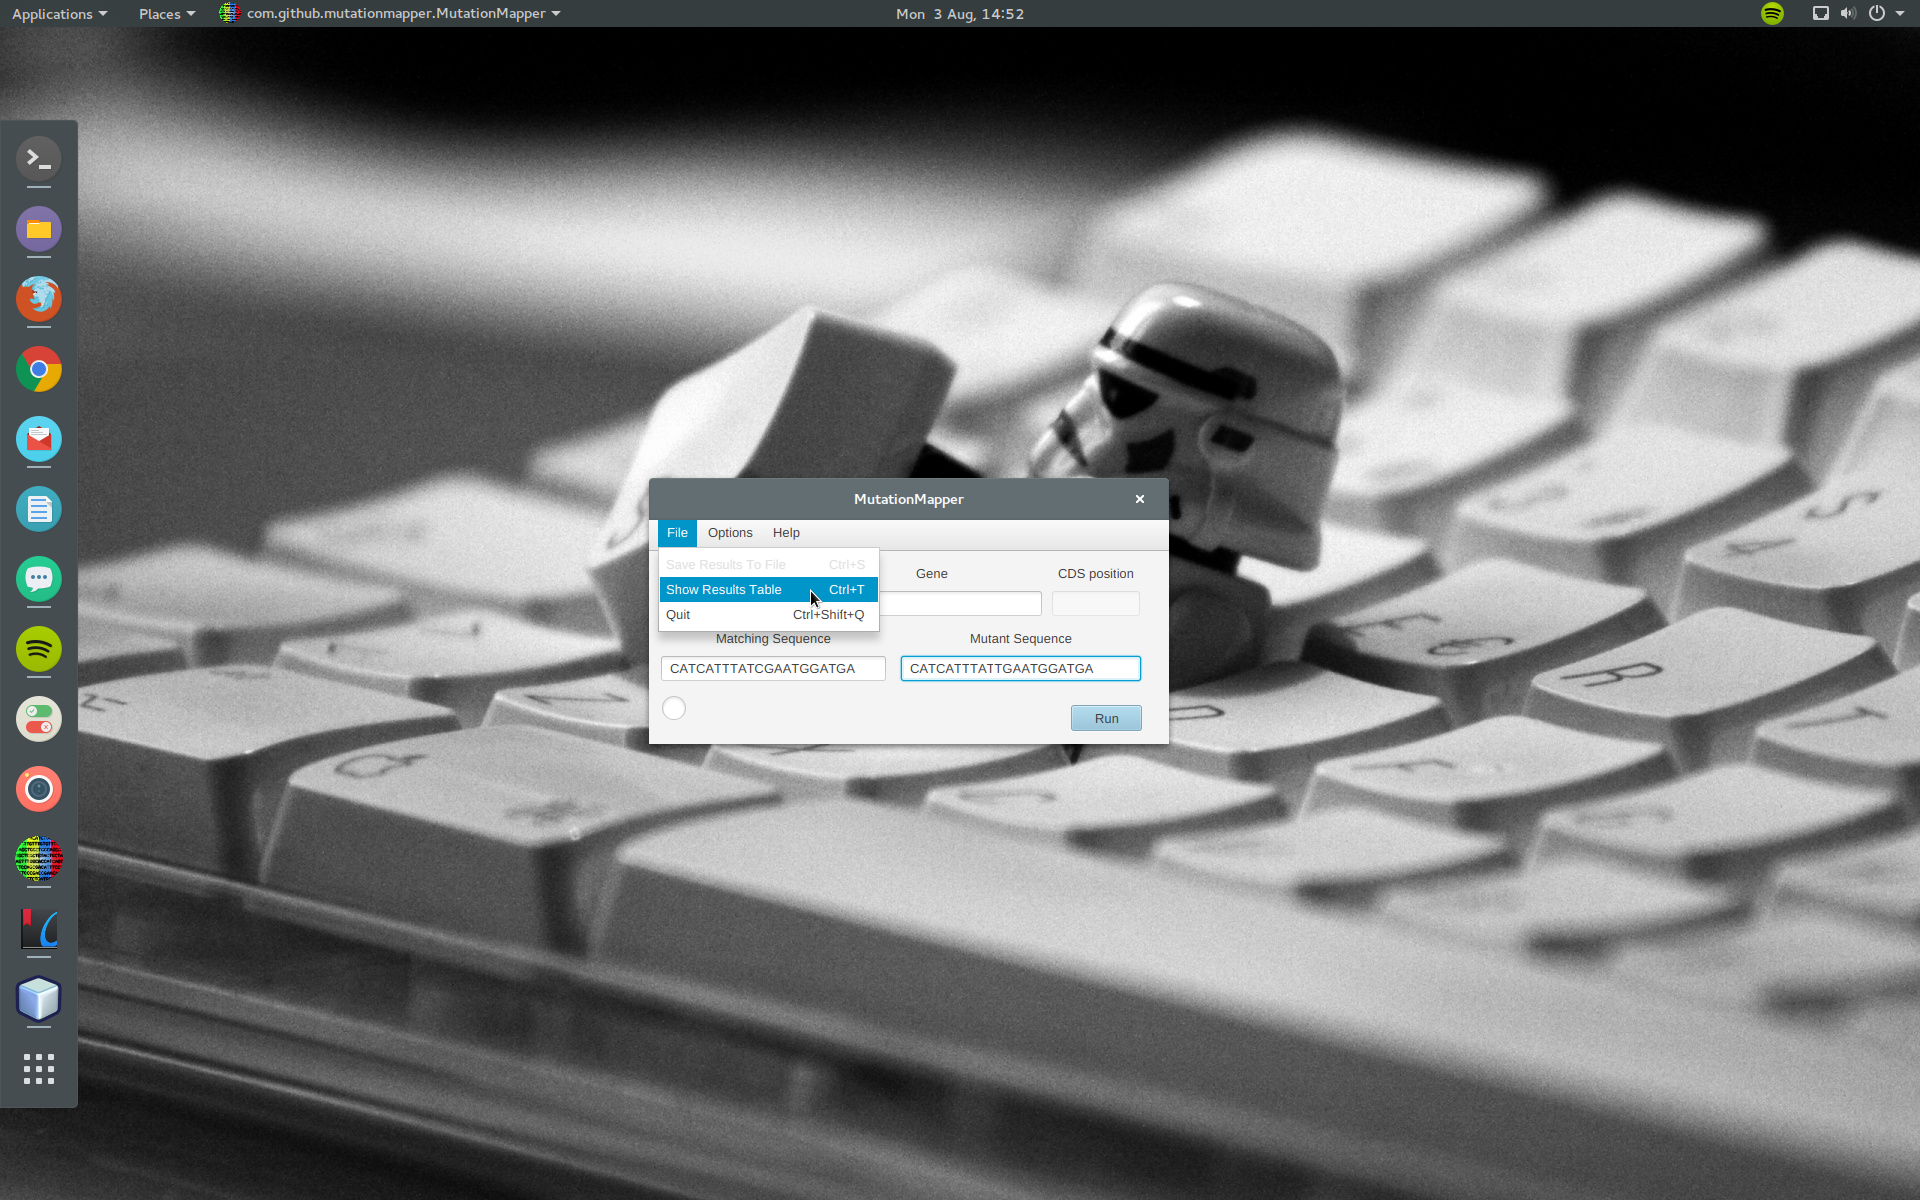 Applications Places com.github.mutationmapper.MutationMapper Mon 3 Aug, 14:52
MutationMapper
File Options Help
Save Results To File Ctrl+S
Show Results Table Ctrl+T
Quit Ctrl+Shift+Q
Gene CDS position
Matching Sequence Mutant Sequence
CATCATTTATCGAATGGATGA CATCATTTATTGAATGGATGA
Run